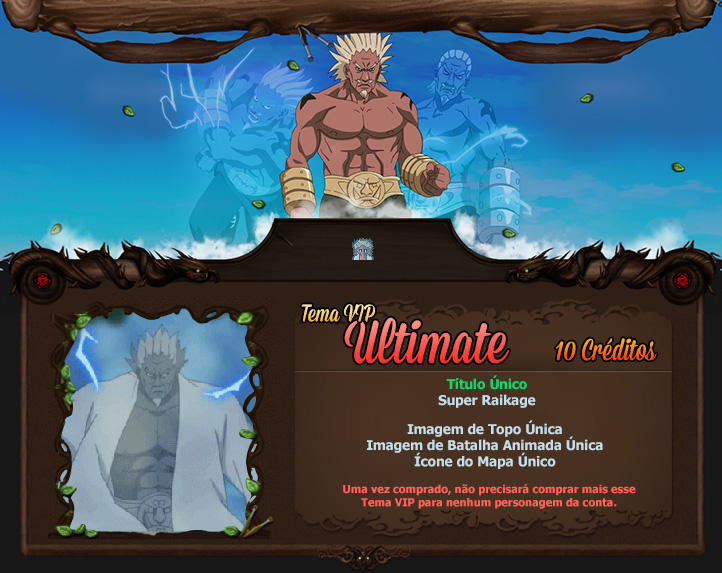 Tema VIP
Ultimate
10 Créditos
Título Único
Super Raikage
Imagem de Topo Única
Imagem de Batalha Animada Única
Ícone do Mapa Único
Uma vez comprado, não precisará comprar mais esse
Tema VIP para nenhum personagem da conta.